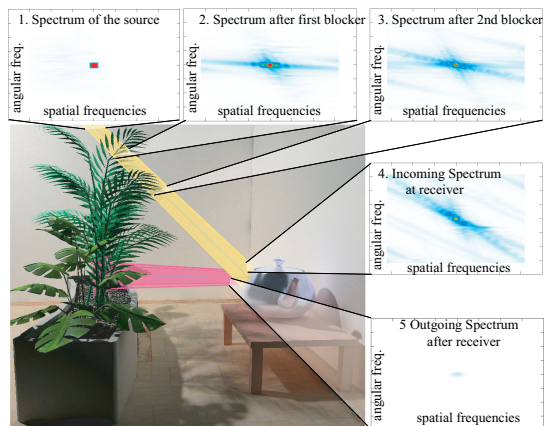 1. Spectrum of the source
angular freq.
spatial frequencies
2. Spectrum after first blocker
angular freq.
spatial frequencies
3. Spectrum after 2nd blocker
angular freq.
spatial frequencies
4. Incoming Spectrum
at receiver
angular freq.
spatial frequencies
5 Outgoing Spectrum
after receiver
angular freq.
spatial frequencies